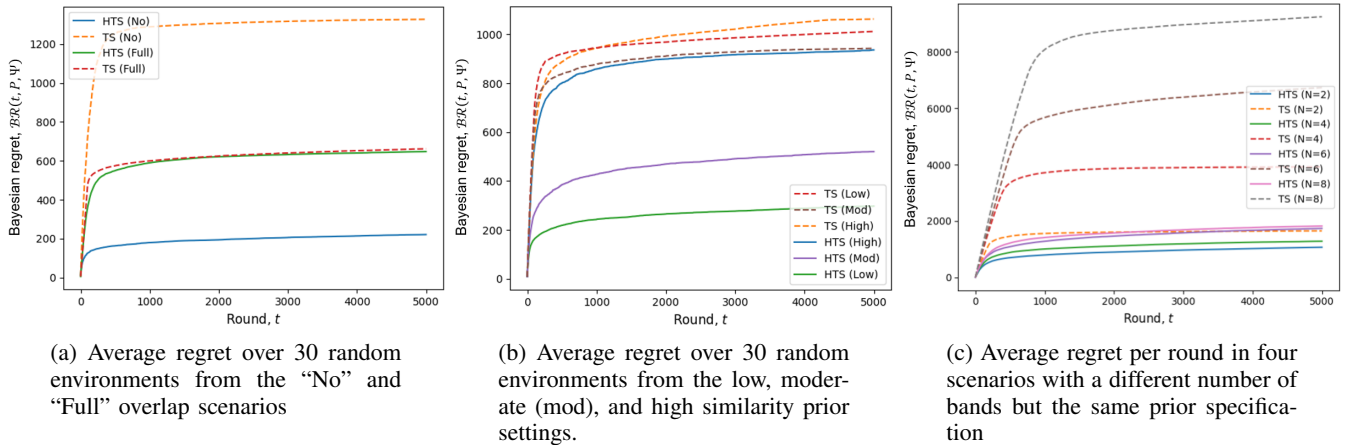 HTS (No)
TS (No)
HTS (Full)
TS (Full)
Bayesian regret, ℬℛ(t, P, Ψ)
1200
1000
800
600
400
200
0
0 1000 2000 3000 4000 5000
Round, t
(a) Average regret over 30 random
environments from the “No” and
“Full” overlap scenarios
Bayesian regret, ℬℛ(t, P, Ψ)
1000
800
600
400
200
0
TS (Low)
TS (Mod)
TS (High)
HTS (High)
HTS (Mod)
HTS (Low)
0 1000 2000 3000 4000 5000
Round, t
(b) Average regret over 30 random
environments from the low, moder-
ate (mod), and high similarity prior
settings.
Bayesian regret, ℬℛ(t, P, Ψ)
8000
6000
4000
2000
0
HTS (N=2)
TS (N=2)
HTS (N=4)
TS (N=4)
HTS (N=6)
TS (N=6)
HTS (N=8)
TS (N=8)
0 1000 2000 3000 4000 5000
Round, t
(c) Average regret per round in four
scenarios with a different number of
bands but the same prior specifica-
tion